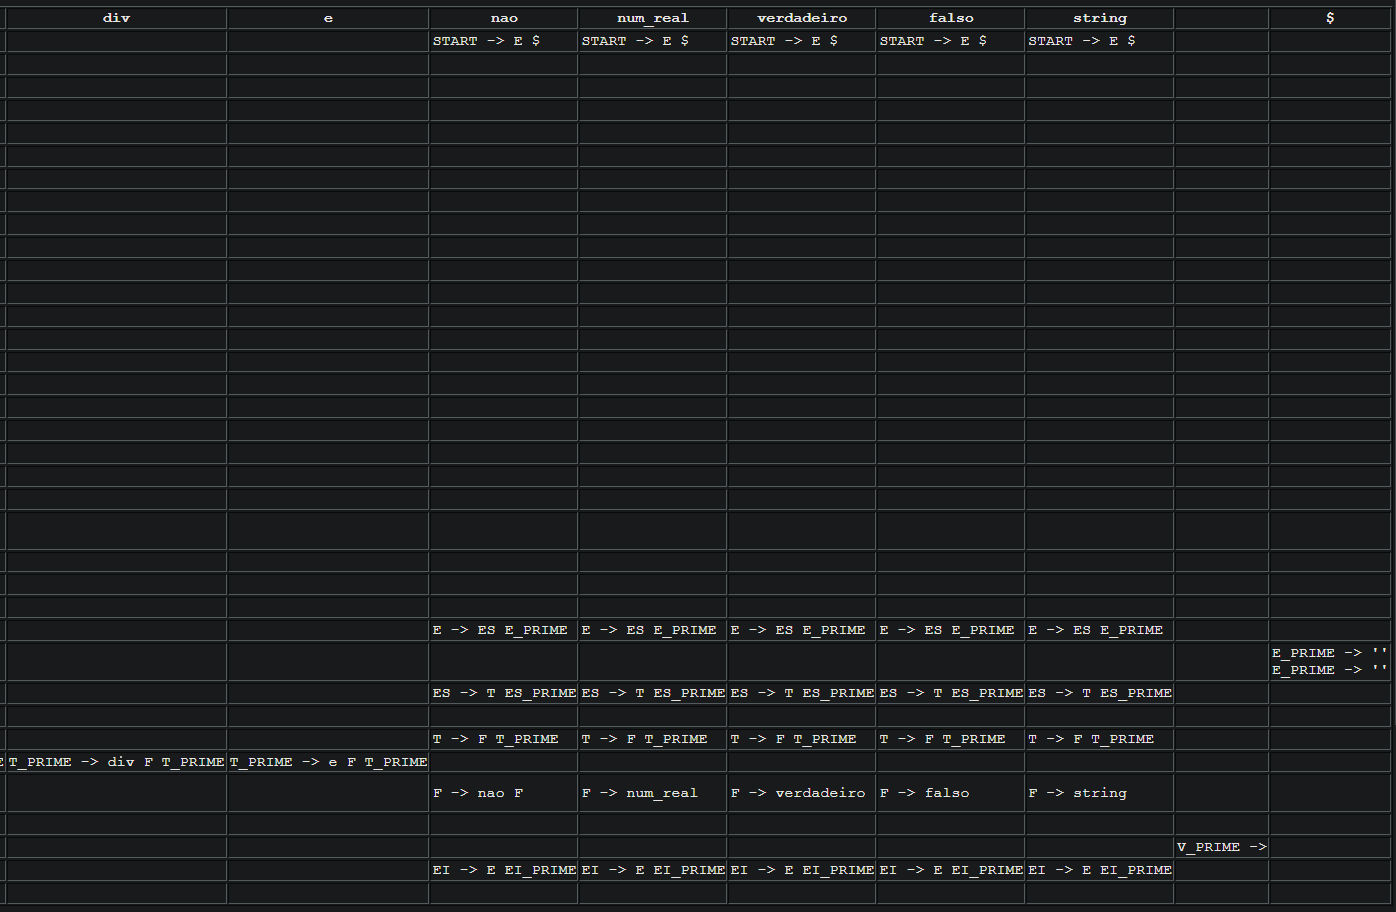 div e nao num_real verdadeiro falso string $
START -> E $ START -> E $ START -> E $ START -> E $ START -> E $
E -> ES E_PRIME E -> ES E_PRIME E -> ES E_PRIME E -> ES E_PRIME E -> ES E_PRIME
E_PRIME -> ''
E_PRIME -> ''
ES -> T ES_PRIME ES -> T ES_PRIME ES -> T ES_PRIME ES -> T ES_PRIME ES -> T ES_PRIME
T -> F T_PRIME T -> F T_PRIME T -> F T_PRIME T -> F T_PRIME T -> F T_PRIME
T_PRIME -> div F T_PRIME T_PRIME -> e F T_PRIME
F -> nao F F -> num_real F -> verdadeiro F -> falso F -> string
V_PRIME ->
EI -> E EI_PRIME EI -> E EI_PRIME EI -> E EI_PRIME EI -> E EI_PRIME EI -> E EI_PRIME